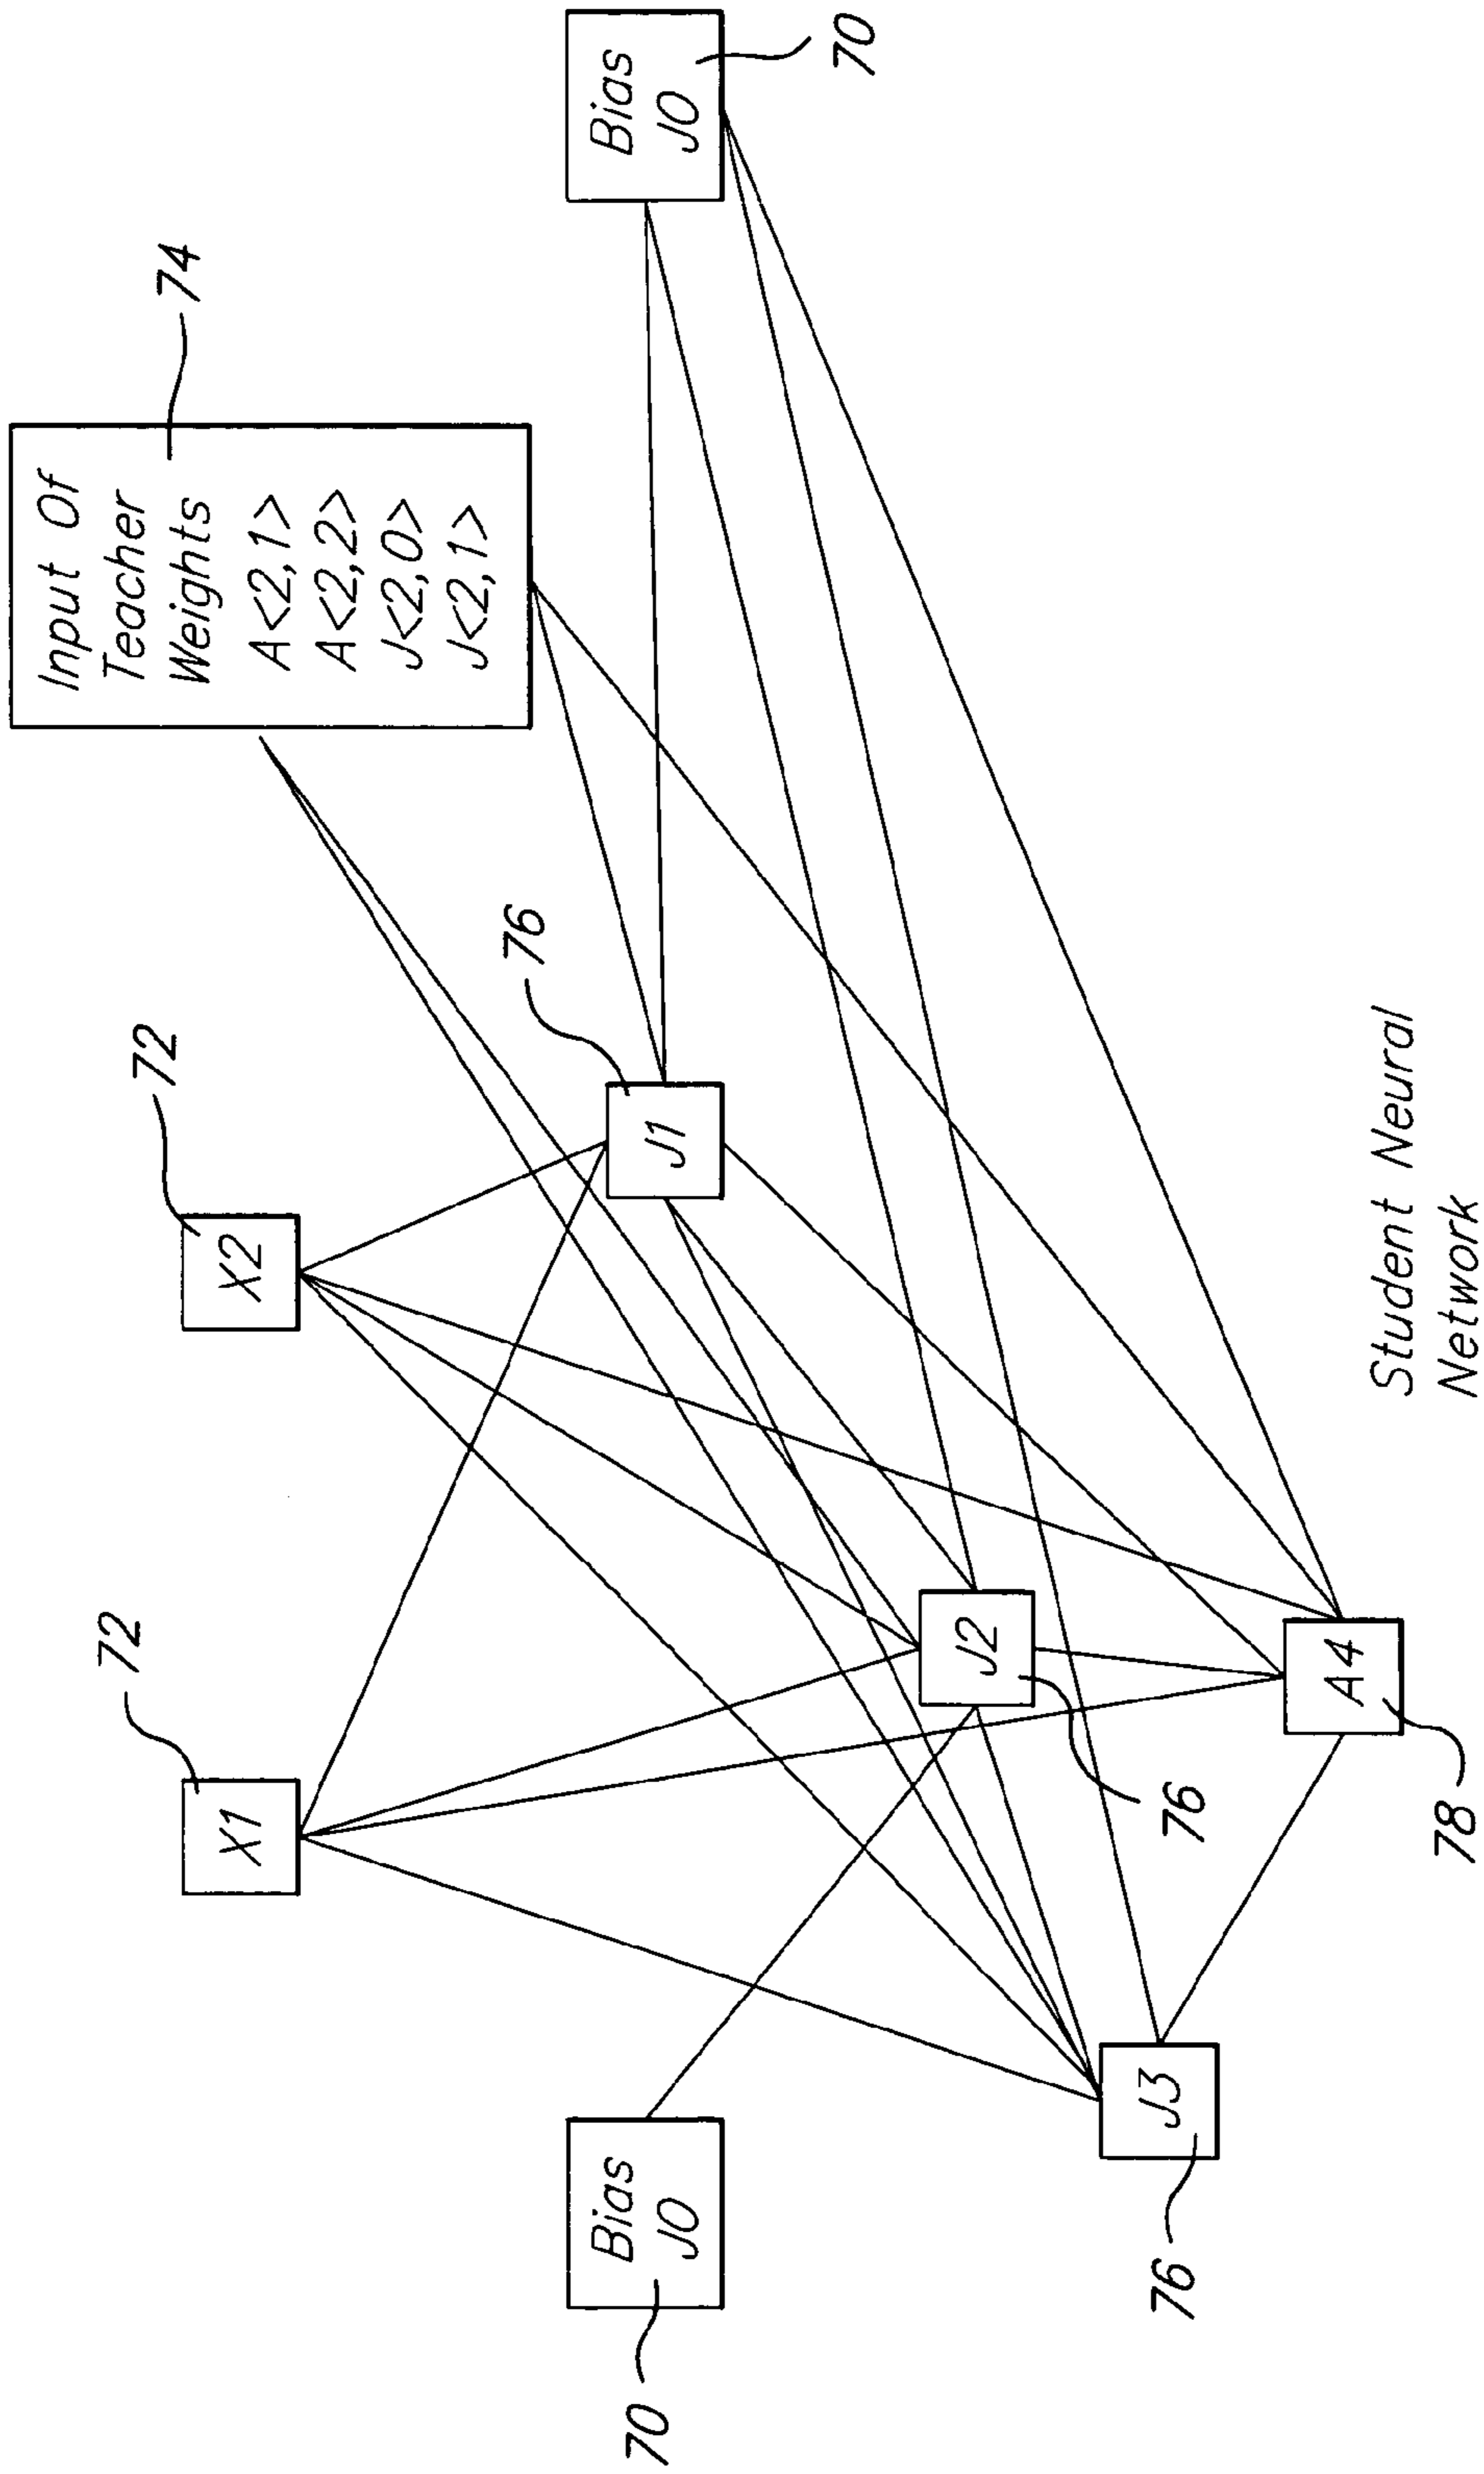 Input Of
Teacher
Weights
A<2,1>
A<2,2>
J<2,0>
J<2,1>
74
72
72
X1
X2
76
J1
Bias
J0
70
Bias
J0
70
J2
76
J3
76
A4
78
Student Neural
Network